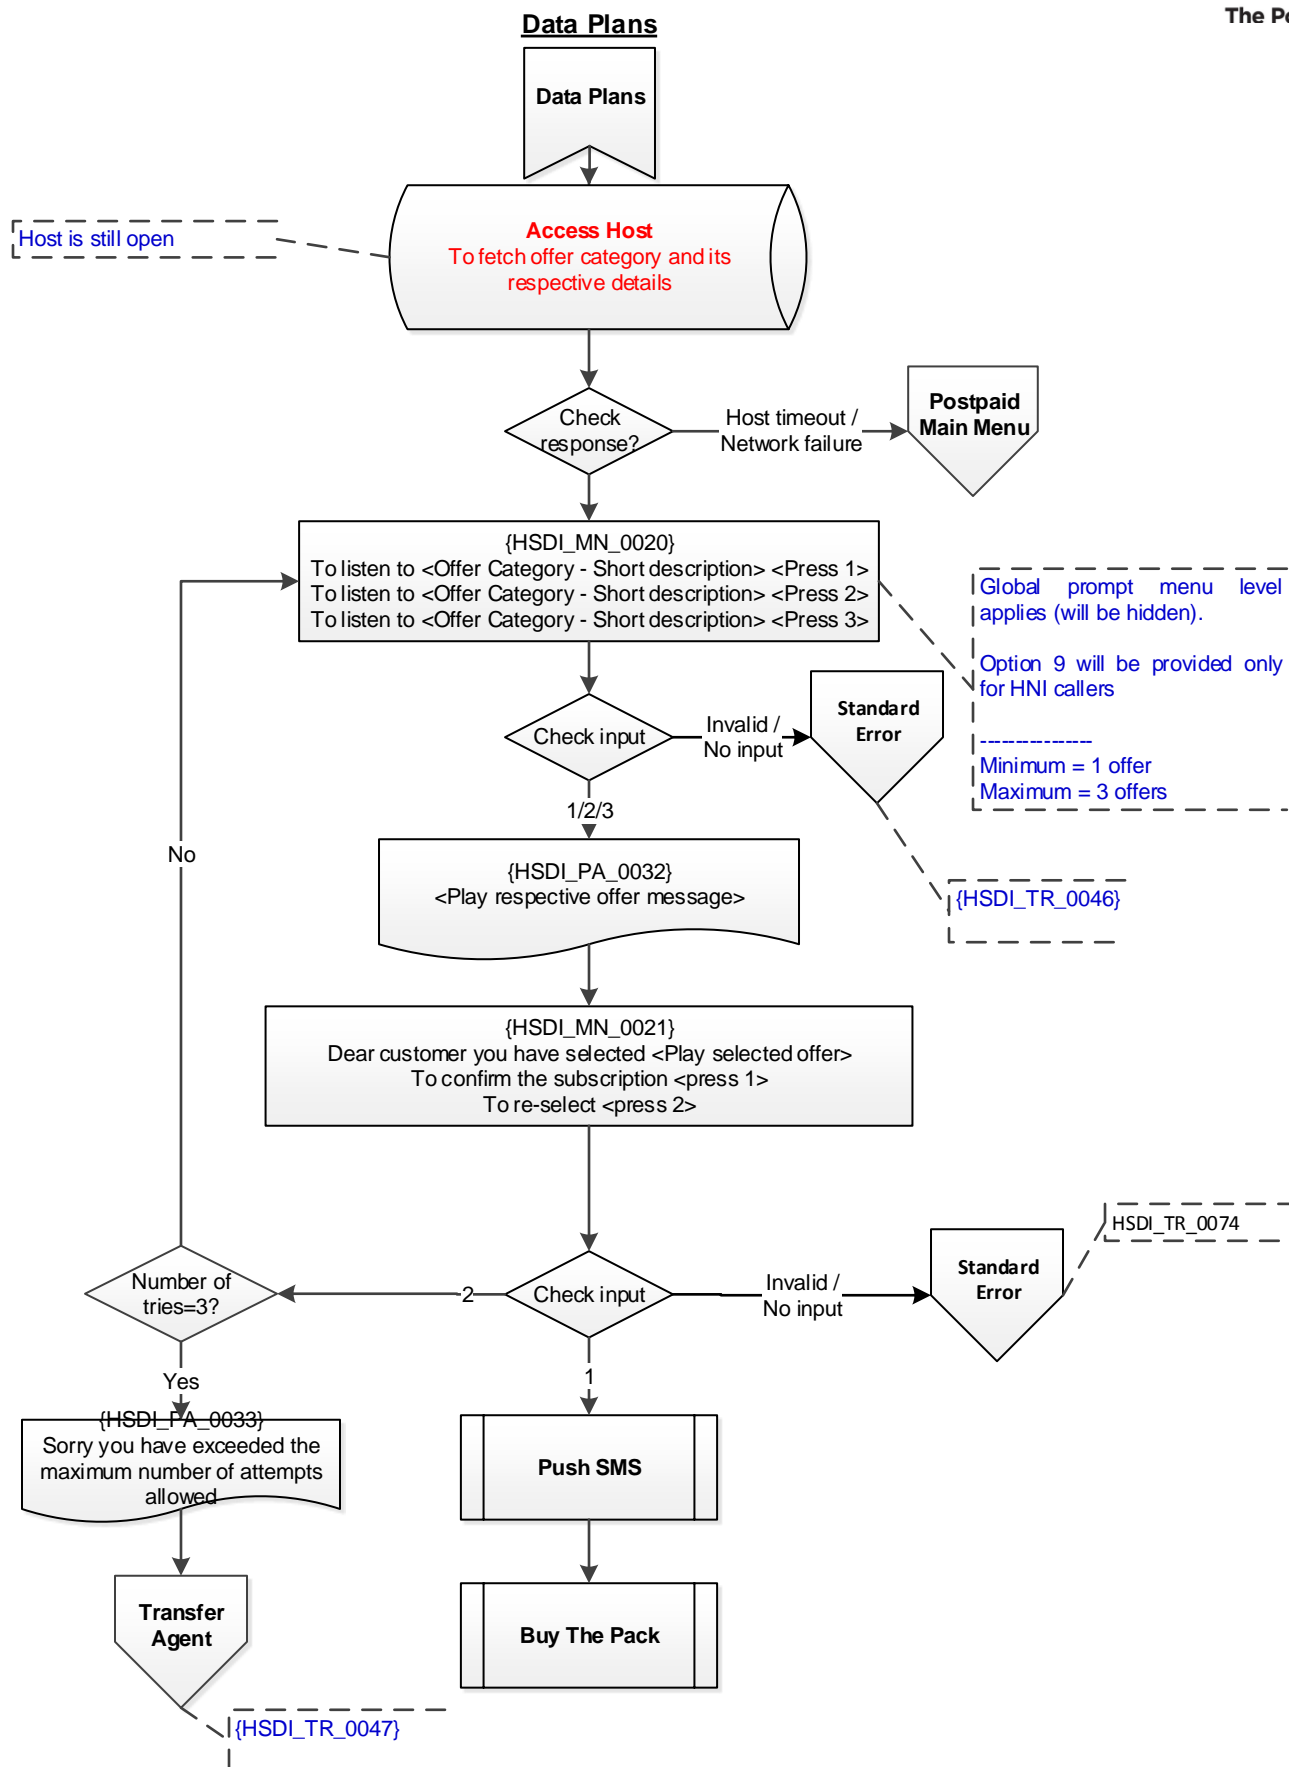 Data Plans
The Po
Data Plans
Access Host
To fetch offer category and its
respective details
Host is still open
Check
response?
Host timeout /
Network failure
Postpaid
Main Menu
{HSDI_MN_0020}
To listen to <Offer Category - Short description> <Press 1>
To listen to <Offer Category - Short description> <Press 2>
To listen to <Offer Category - Short description> <Press 3>
Global prompt menu level
applies (will be hidden).
Option 9 will be provided only
for HNI callers
----------------
Minimum = 1 offer
Maximum = 3 offers
Check input
Invalid /
No input
Standard
Error
1/2/3
No
{HSDI_PA_0032}
<Play respective offer message>
{HSDI_TR_0046}
{HSDI_MN_0021}
Dear customer you have selected <Play selected offer>
To confirm the subscription <press 1>
To re-select <press 2>
HSDI_TR_0074
Number of
tries=3?
2
Check input
Invalid /
No input
Standard
Error
Yes
1
{HSDI_PA_0033}
Sorry you have exceeded the
maximum number of attempts
allowed
Push SMS
Transfer
Agent
Buy The Pack
{HSDI_TR_0047}